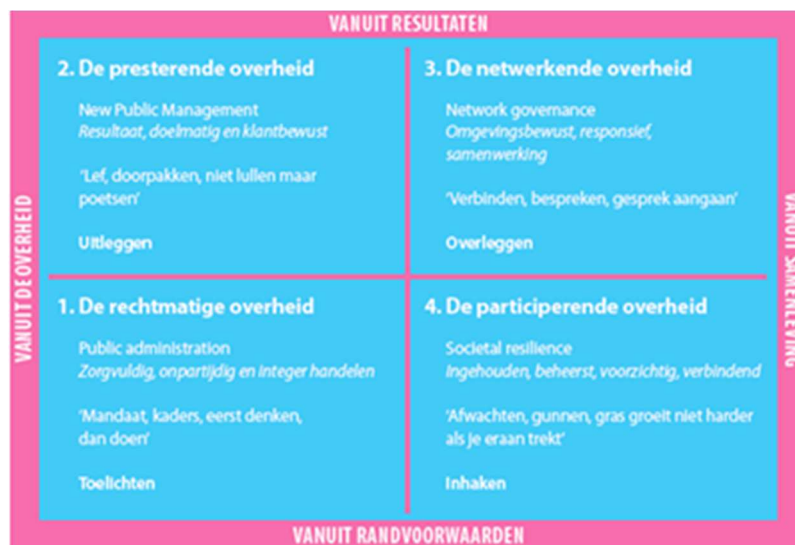 VANUIT RESULTATEN
VANUIT DE OVERHEID
2. De presterende overheid
New Public Management
Resultaat, doelmatig en klantbewust
‘Lef, doorpakken, niet lullen maar
poetsen’
Uitleggen
3. De netwerkende overheid
Network governance
Omgevingsbewust, responsief,
samenwerking
‘Verbinden, bespreken, gesprek aangaan’
Overleggen
1. De rechtmatige overheid
Public administration
Zorgvuldig, onpartijdig en integer handelen
‘Mandaat, kaders, eerst denken,
dan doen’
Toelichten
4. De participerende overheid
Societal resilience
Ingehouden, beheerst, voorzichtig, verbindend
‘Afwachten, gunnen, gras groeit niet harder
als je eraan trekt’
Inhaken
VANUIT SAMENLEVING
VANUIT RANDVOORWAARDEN